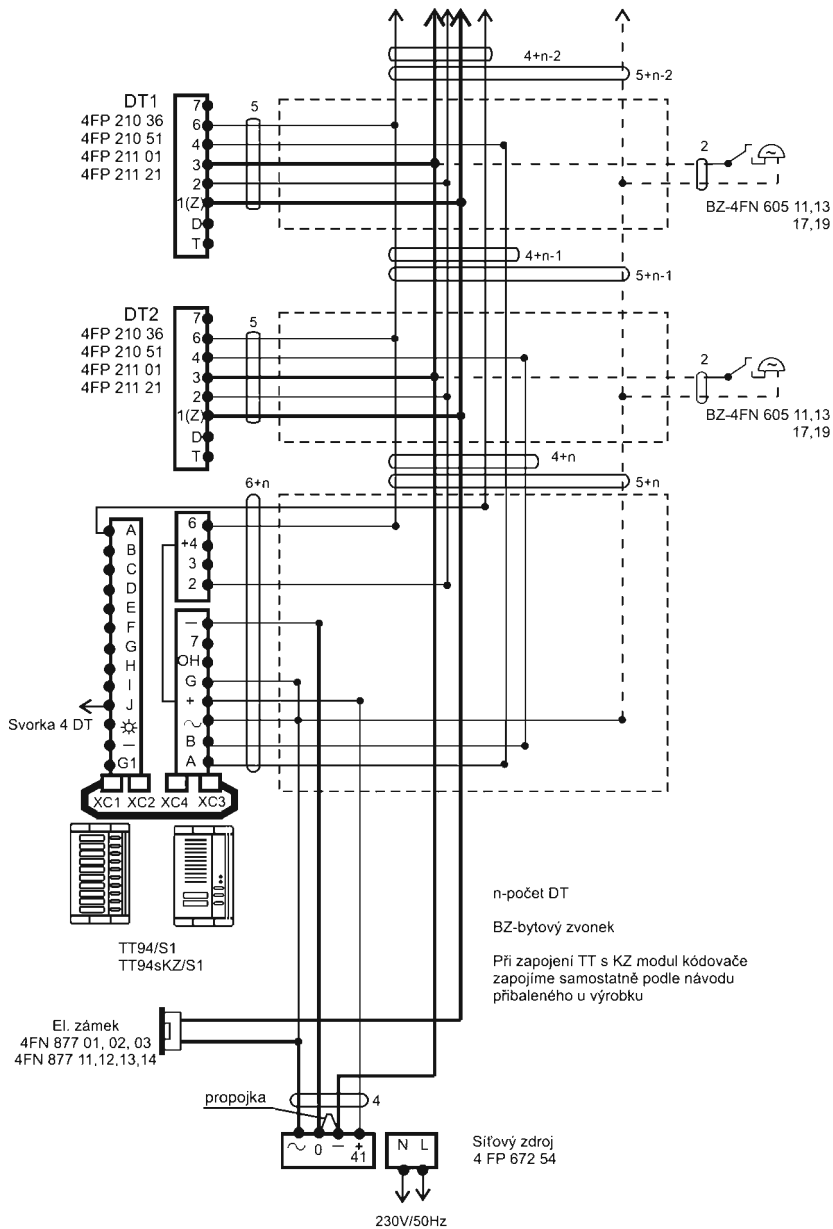 4+n-2
5+n-2
DT1
4FP 210 36
4FP 210 51
4FP 211 01
4FP 211 21
7
6
4
3
2
1(Z)
D
T
5
2
BZ-4FN 605 11,13
17,19
4+n-1
5+n-1
DT2
4FP 210 36
4FP 210 51
4FP 211 01
4FP 211 21
7
6
4
3
2
1(Z)
D
T
5
2
BZ-4FN 605 11,13
17,19
4+n
5+n
6+n
A
B
C
D
E
F
G
H
I
J
—
G1
6
+4
3
2
—
7
OH
G
+
~
B
A
Svorka 4 DT
XC1 XC2 XC4 XC3
TT94/S1
TT94sKZ/S1
n-počet DT
BZ-bytový zvonek
Při zapojení TT s KZ modul kódovače
zapojíme samostatně podle návodu
přibaleného u výrobku
El. zámek
4FN 877 01, 02, 03
4FN 877 11,12,13,14
propojka
4
~ 0 — +
41
N L
Síťový zdroj
4 FP 672 54
230V/50Hz